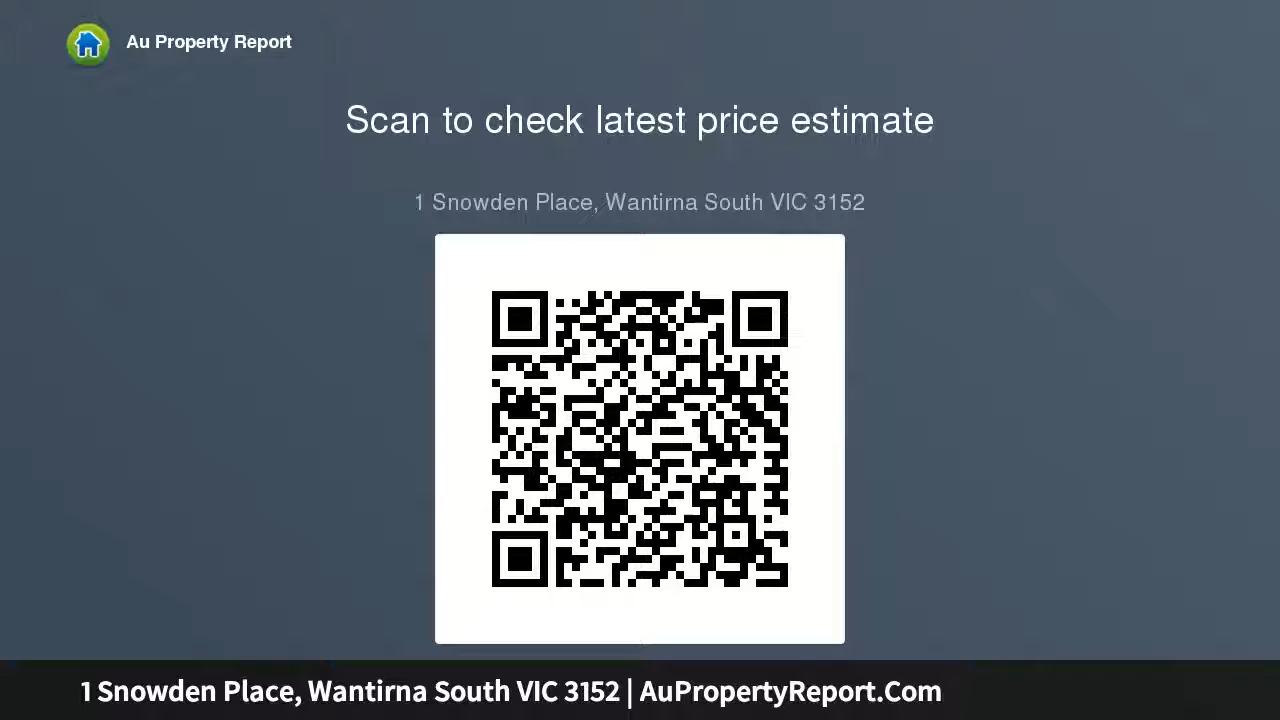 Au Property Report
Scan to check latest price estimate
1 Snowden Place, Wantirna South VIC 3152
1 Snowden Place, Wantirna South VIC 3152 | AuPropertyReport.Com